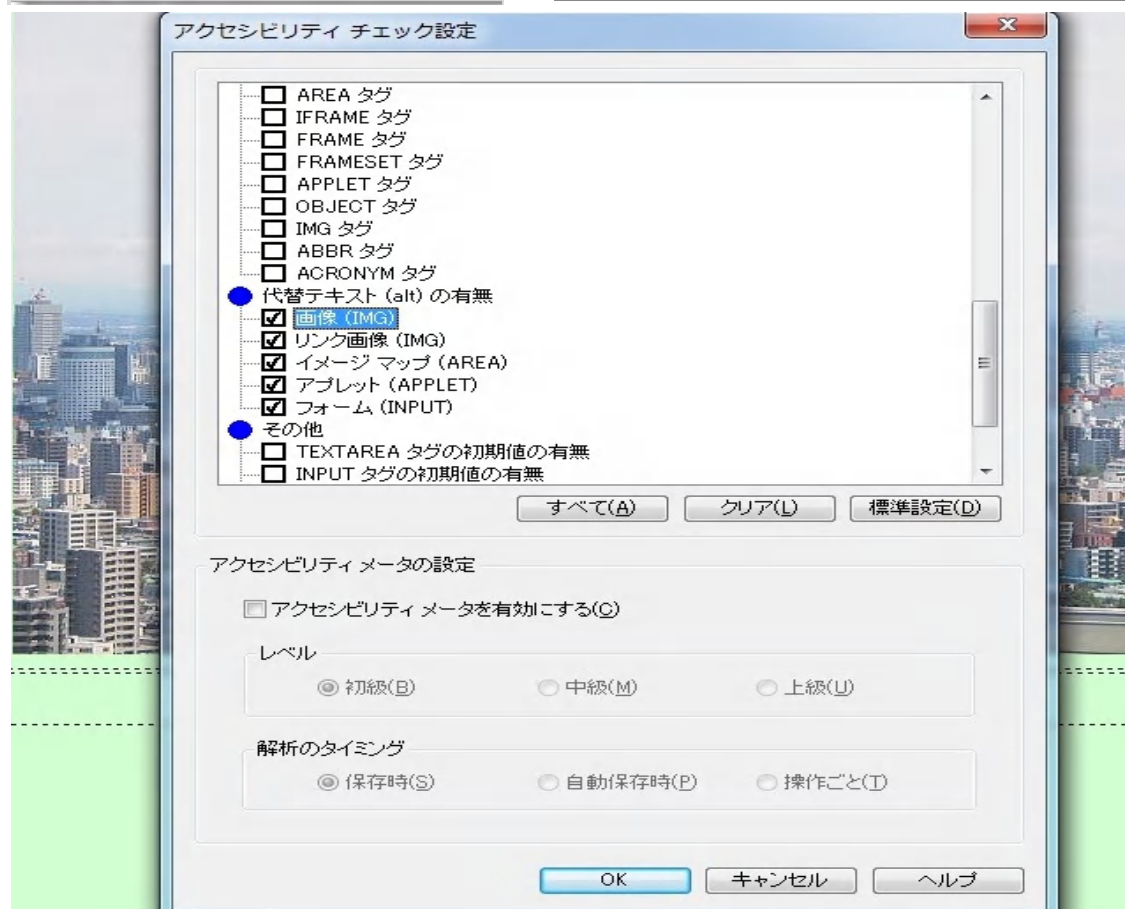 アクセシビリティ チェック設定
AREA タグ
IFRAME タグ
FRAME タグ
FRAMESET タグ
APPLET タグ
OBJECT タグ
IMG タグ
ABBR タグ
ACRONYM タグ
代替テキスト (alt) の有無
画像 (IMG)
リンク画像 (IMG)
イメージ マップ (AREA)
アプレット (APPLET)
フォーム (INPUT)
その他
TEXTAREA タグの初期値の有無
INPUT タグの初期値の有無
すべて(A) クリア(L) 標準設定(D)
アクセシビリティ メータの設定
アクセシビリティ メータを有効にする(C)
レベル
初級(B) 中級(M) 上級(U)
解析のタイミング
保存時(S) 自動保存時(P) 操作ごと(T)
OK キャンセル ヘルプ